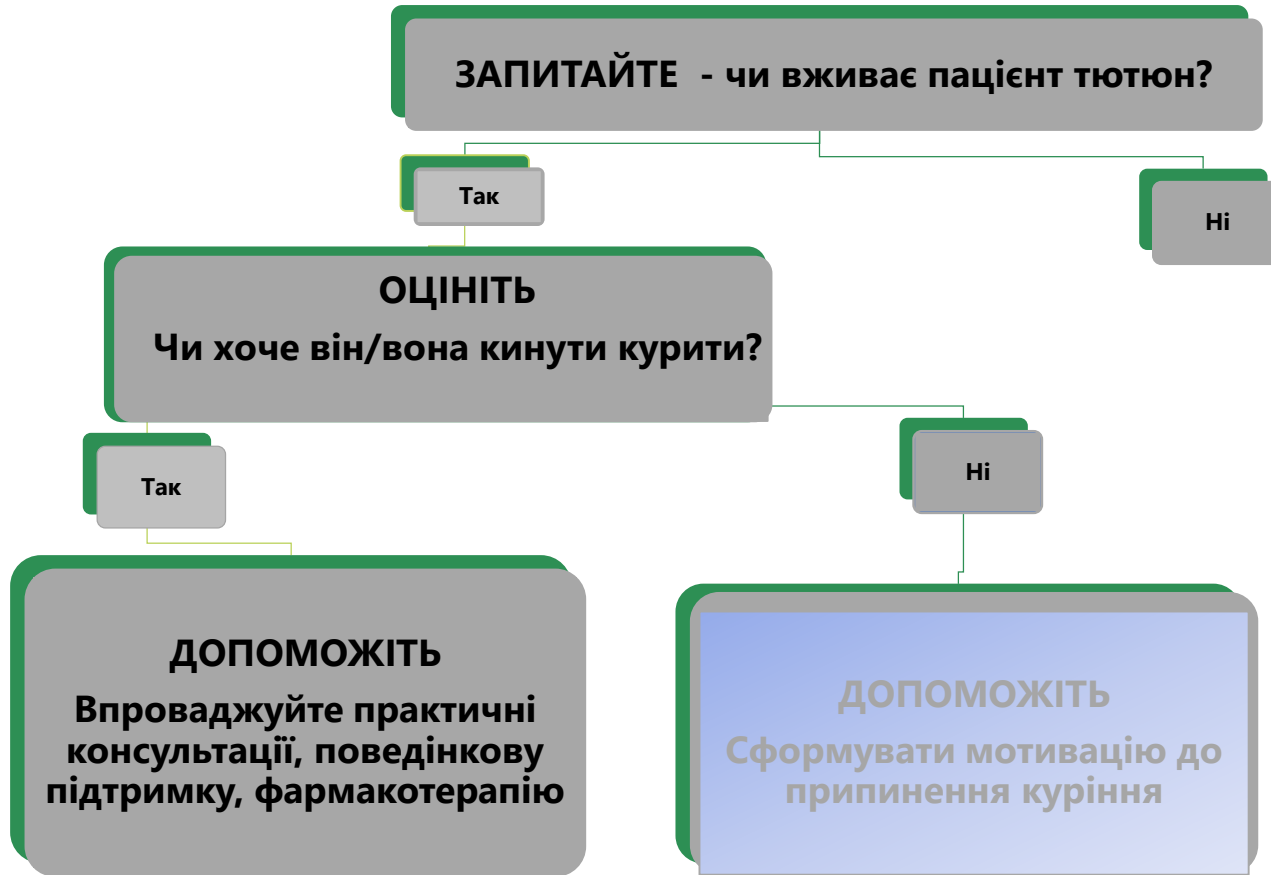 ЗАПИТАЙТЕ - чи вживає пацієнт тютюн?
Так
Ні
ОЦІНІТЬ
Чи хоче він/вона кинути курити?
Так
Ні
ДОПОМОЖІТЬ
Впроваджуйте практичні
консультації, поведінкову
підтримку, фармакотерапію
ДОПОМОЖІТЬ
Сформувати мотивацію до
припинення куріння